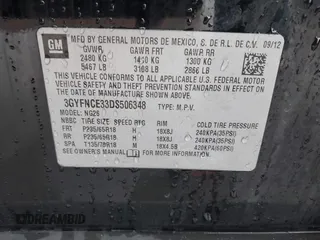 GM
MFD BY GENERAL MOTORS DE MEXICO, S. DE R.L. DE C.V. 09/12
GVWR GAWR FRT GAWR RR
2480 KG 1440 KG 1300 KG
5467 LB 3168 LB 2866 LB
THIS VEHICLE CONFORMS TO ALL APPLICABLE U.S.
FEDERAL MOTOR VEHICLE SAFETY, BUMPER, AND
THEFT PREVENTION STANDARDS IN EFFECT ON THE
DATE OF MANUFACTURE SHOWN ABOVE.
3GYFNCE33DS506348 TYPE: M.P.V.
MODEL: NG26
TIRE SIZE SPEED RTG RIM COLD TIRE PRESSURE
FRT P235/65R18 18X8J 240KPA(35PSI)
RR P235/65R18 18X8J 240KPA(35PSI)
SPA 18X4.5B 420KPA(60PSI)
© DREAMBID